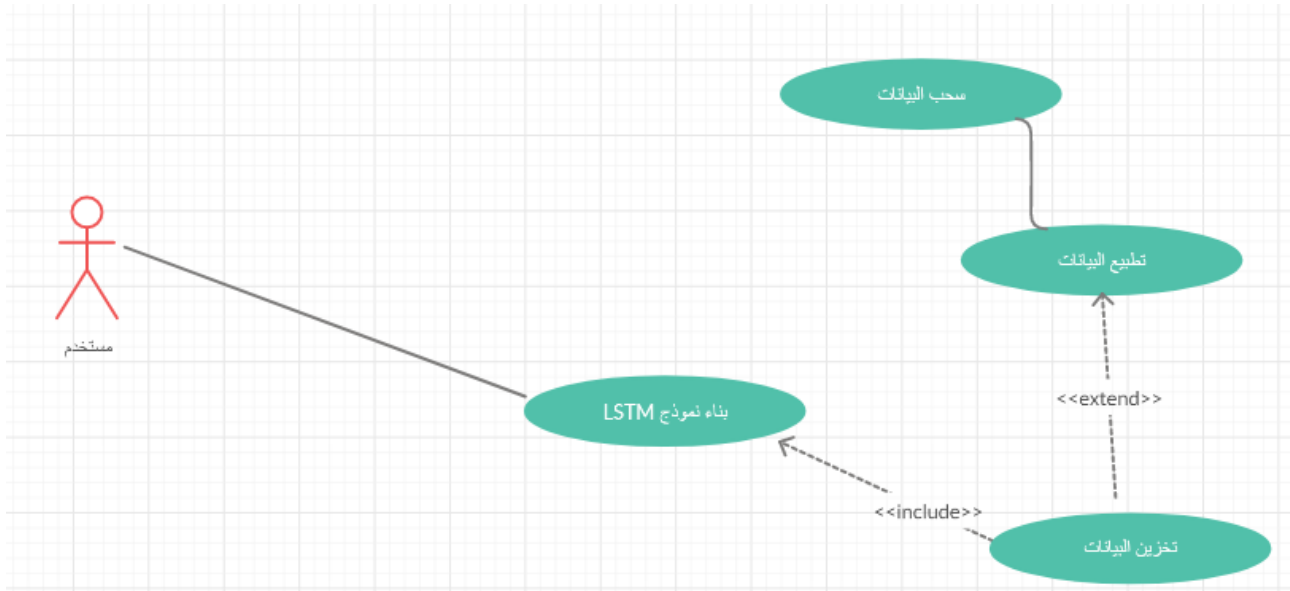 سحب البيانات
تطبيع البيانات
مستخدم
<<extend>>
بناء نموذج LSTM
<<include>>
تخزين البيانات